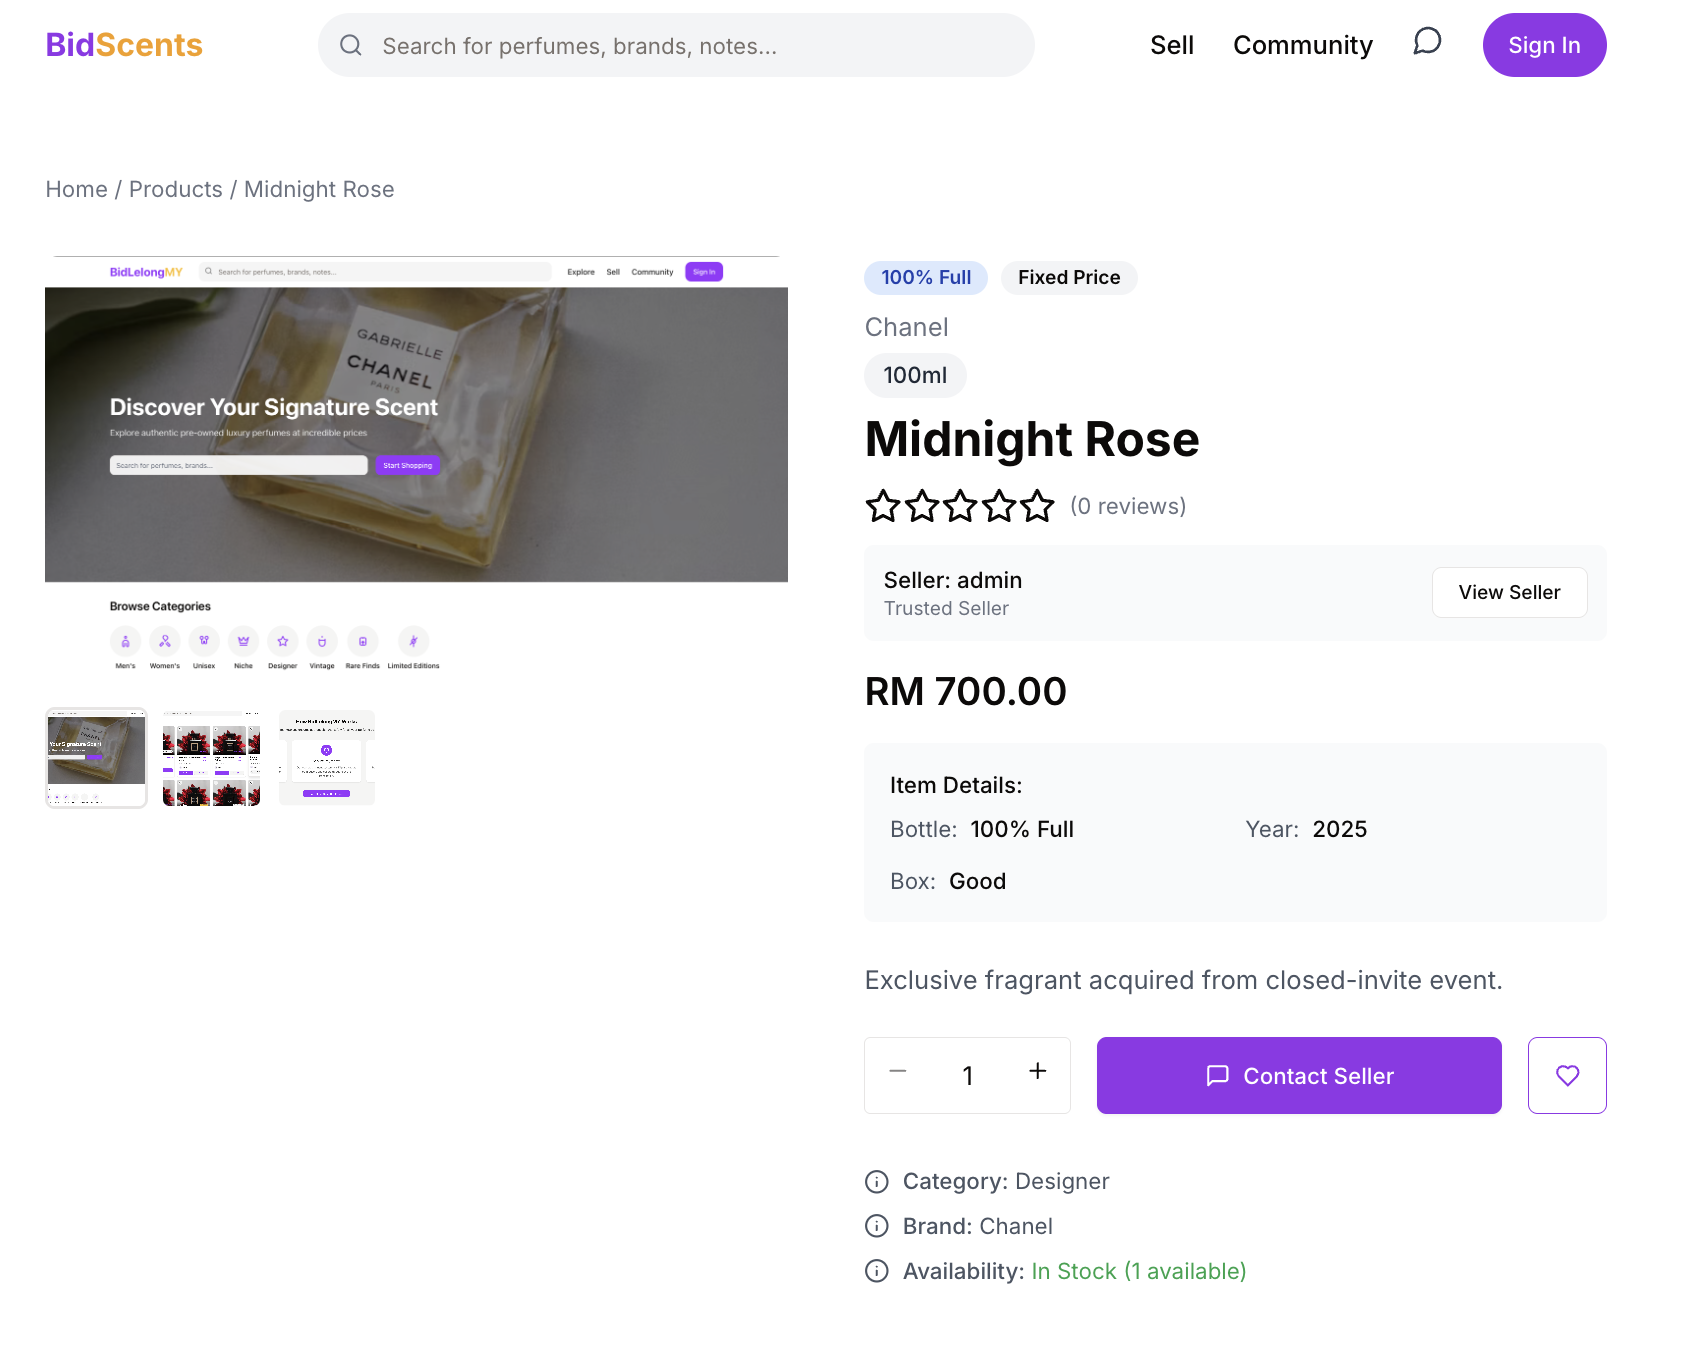 BidScents
Search for perfumes, brands, notes...
Sell
Community
Sign In
Home / Products / Midnight Rose
BidLelongMY
Search for perfumes, brands, notes...
Explore
Sell
Community
Sign In
GABRIELLE
CHANEL
PARIS
Discover Your Signature Scent
Explore authentic pre-owned luxury perfumes at incredible prices
Search for perfumes, brands...
Start Shopping
Browse Categories
Men's
Women's
Unisex
Niche
Designer
Vintage
Rare Finds
Limited Editions
Your Signature Scent
100% Full
Fixed Price
Chanel
100ml
Midnight Rose
(0 reviews)
Seller: admin
Trusted Seller
View Seller
RM 700.00
Item Details:
Bottle: 100% Full
Year: 2025
Box: Good
Exclusive fragrant acquired from closed-invite event.
1
Contact Seller
Category: Designer
Brand: Chanel
Availability: In Stock (1 available)